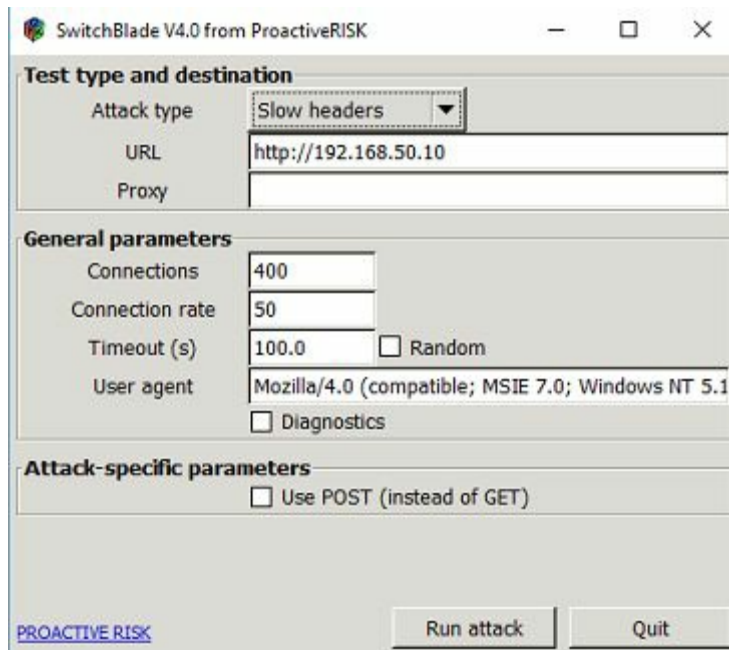 SwitchBlade V4.0 from ProactiveRISK
Test type and destination
Attack type Slow headers
URL http://192.168.50.10
Proxy
General parameters
Connections 400
Connection rate 50
Timeout (s) 100.0 Random
User agent Mozilla/4.0 (compatible; MSIE 7.0; Windows NT 5.1
Diagnostics
Attack-specific parameters
Use POST (instead of GET)
PROACTIVE RISK Run attack Quit